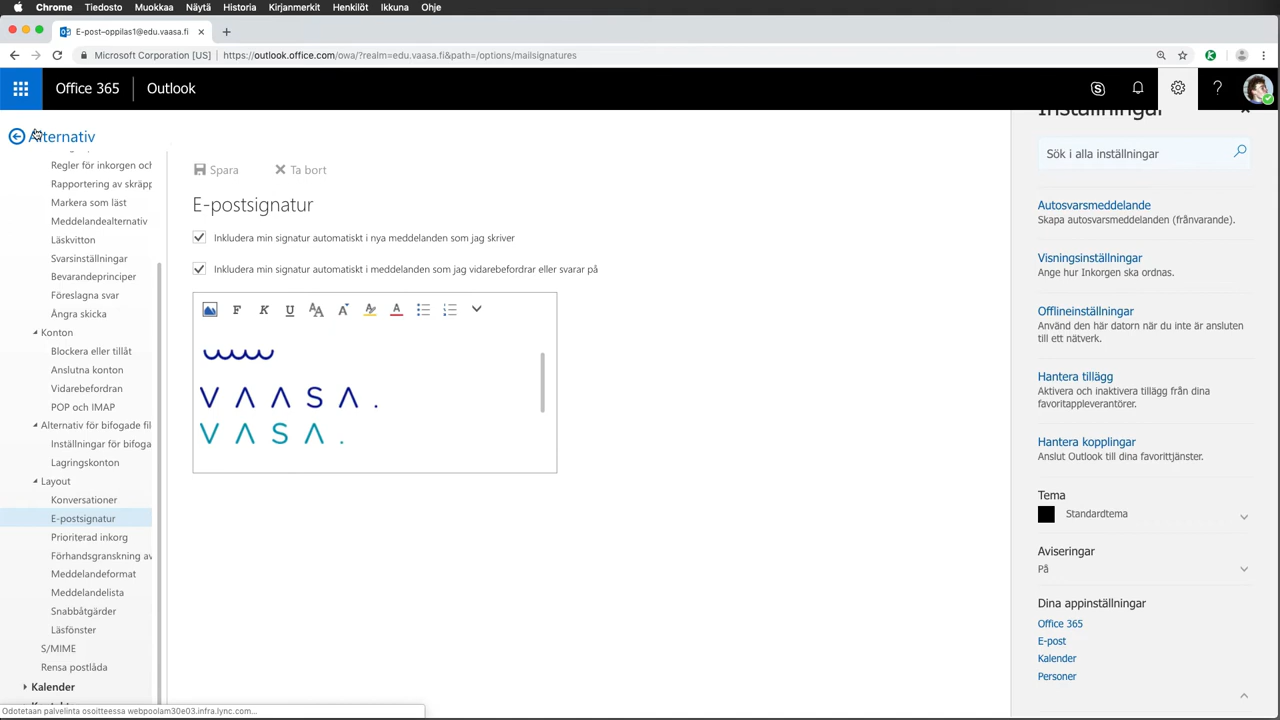 Chrome Tiedosto Muokkaa Näytä Historia Kirjanmerkit Henkilöt Ikkuna Ohje
E-post–oppilas1@edu.vaasa.fi
Microsoft Corporation [US] https://outlook.office.com/owa/?realm=edu.vaasa.fi&path=/options/mailsignatures
Office 365 Outlook
Alternativ
Regler för inkorgen och
Rapportering av skräpp
Markera som läst
Meddelandealternativ
Läskvitton
Svarsinställningar
Bevarandeprinciper
Föreslagna svar
Ångra skicka
Konton
Blockera eller tillåt
Anslutna konton
Vidarebefordran
POP och IMAP
Alternativ för bifogade fil
Inställningar för bifoga
Lagringskonton
Layout
Konversationer
E-postsignatur
Prioriterad inkorg
Förhandsgranskning av
Meddelandeformat
Meddelandelista
Snabbåtgärder
Läsfönster
S/MIME
Rensa postlåda
Kalender
Odotetaan palvelinta osoitteessa webpoolam30e03.infra.lync.com...
Spara Ta bort
E-postsignatur
Inkludera min signatur automatiskt i nya meddelanden som jag skriver
Inkludera min signatur automatiskt i meddelanden som jag vidarebefordrar eller svarar på
F K U AA A A
VAASA.
VASA.
Inställningar
Sök i alla inställningar
Autosvarsmeddelande
Skapa autosvarsmeddelanden (frånvarande).
Visningsinställningar
Ange hur Inkorgen ska ordnas.
Offlineinställningar
Använd den här datorn när du inte är ansluten
till ett nätverk.
Hantera tillägg
Aktivera och inaktivera tillägg från dina
favoritappleverantörer.
Hantera kopplingar
Anslut Outlook till dina favorittjänster.
Tema
Standardtema
Aviseringar
På
Dina appinställningar
Office 365
E-post
Kalender
Personer